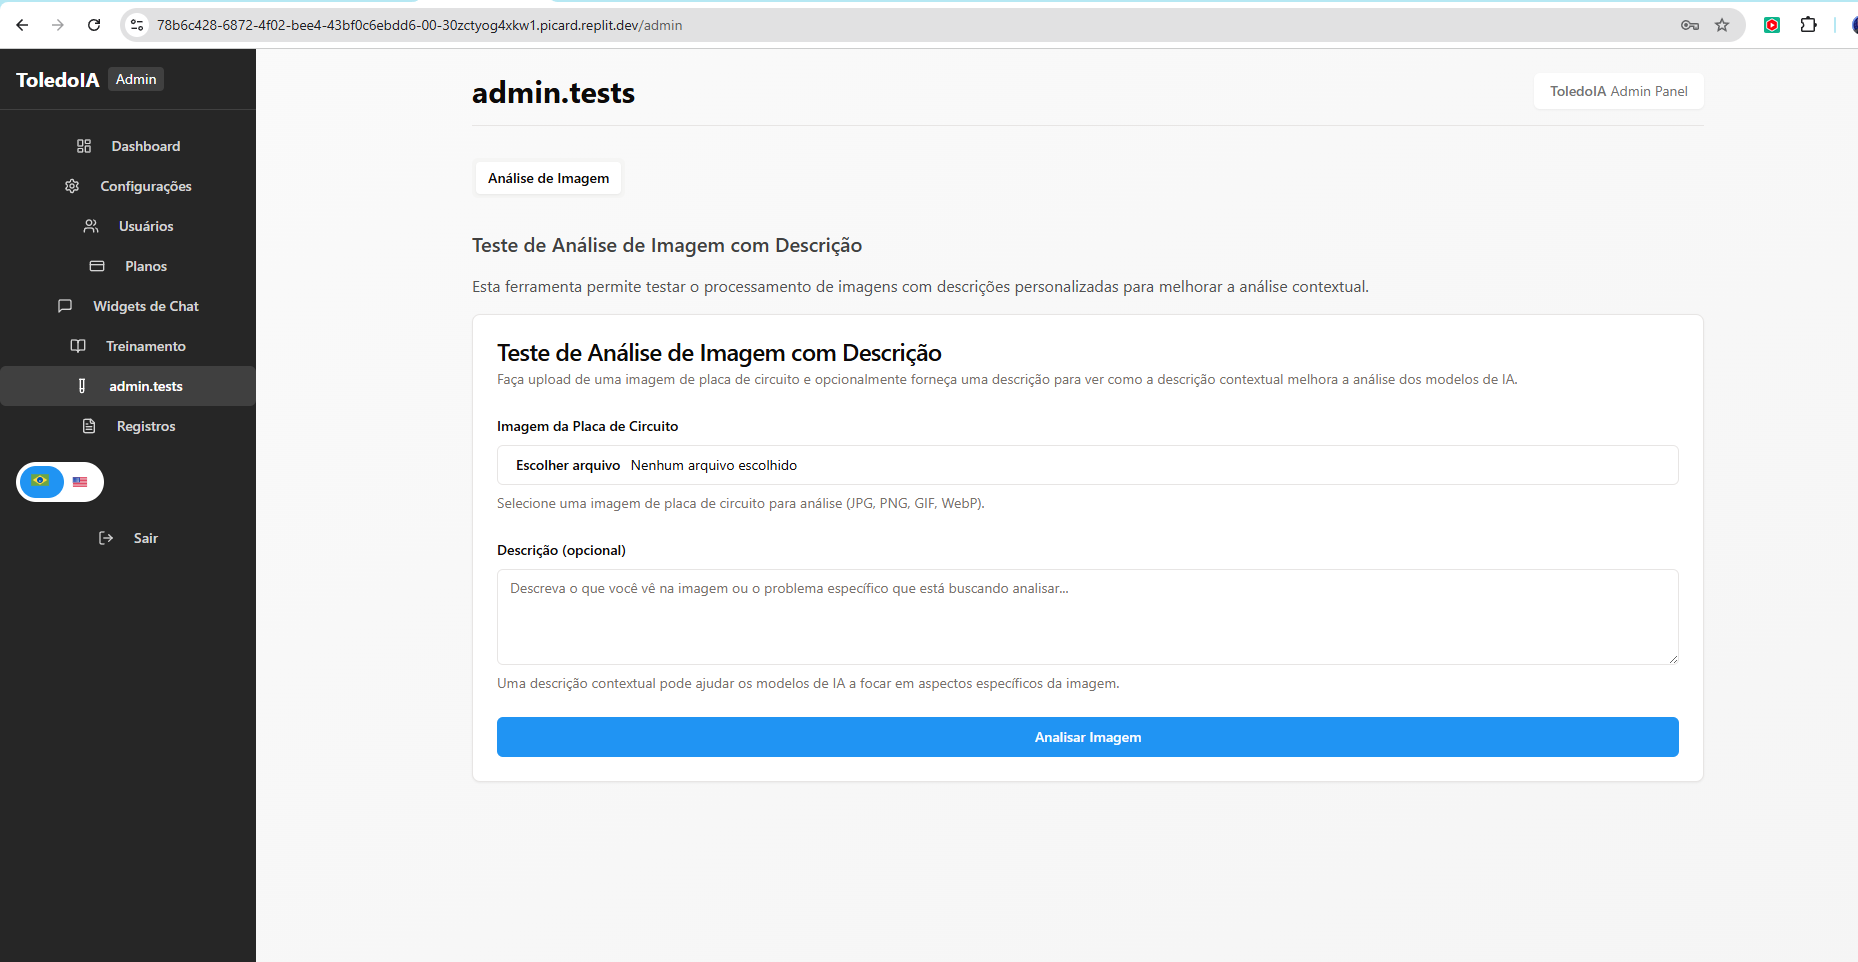 78b6c428-6872-4f02-bee4-43bf0c6ebdd6-00-30zctyog4xkw1.picard.replit.dev/admin
ToledoIA Admin
Dashboard
Configurações
Usuários
Planos
Widgets de Chat
Treinamento
admin.tests
Registros
Sair
admin.tests
ToledoIA Admin Panel
Análise de Imagem
Teste de Análise de Imagem com Descrição
Esta ferramenta permite testar o processamento de imagens com descrições personalizadas para melhorar a análise contextual.
Teste de Análise de Imagem com Descrição
Faça upload de uma imagem de placa de circuito e opcionalmente forneça uma descrição para ver como a descrição contextual melhora a análise dos modelos de IA.
Imagem da Placa de Circuito
Escolher arquivo Nenhum arquivo escolhido
Selecione uma imagem de placa de circuito para análise (JPG, PNG, GIF, WebP).
Descrição (opcional)
Descreva o que você vê na imagem ou o problema específico que está buscando analisar...
Uma descrição contextual pode ajudar os modelos de IA a focar em aspectos específicos da imagem.
Analisar Imagem